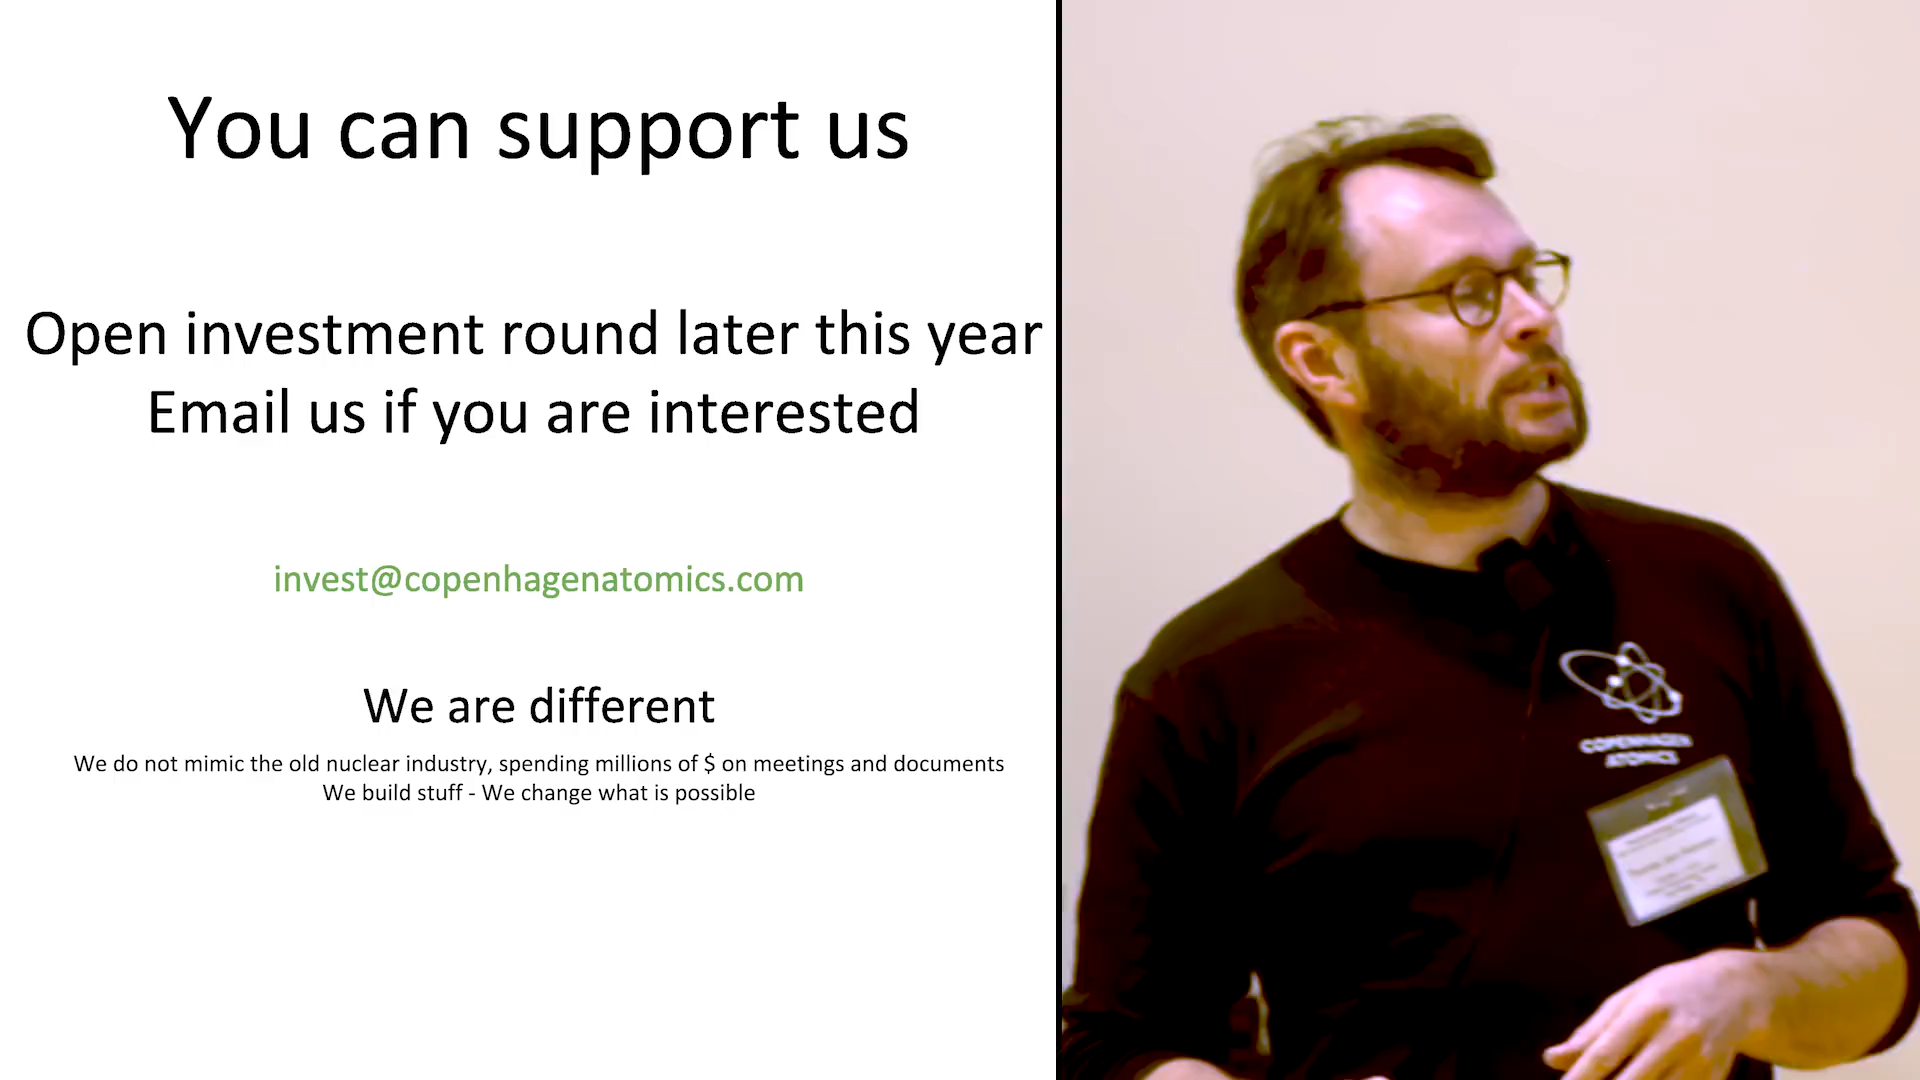 You can support us
Open investment round later this year
Email us if you are interested
invest@copenhagenatomics.com
We are different
We do not mimic the old nuclear industry, spending millions of $ on meetings and documents
We build stuff - We change what is possible
COPENHAGEN
ATOMICS